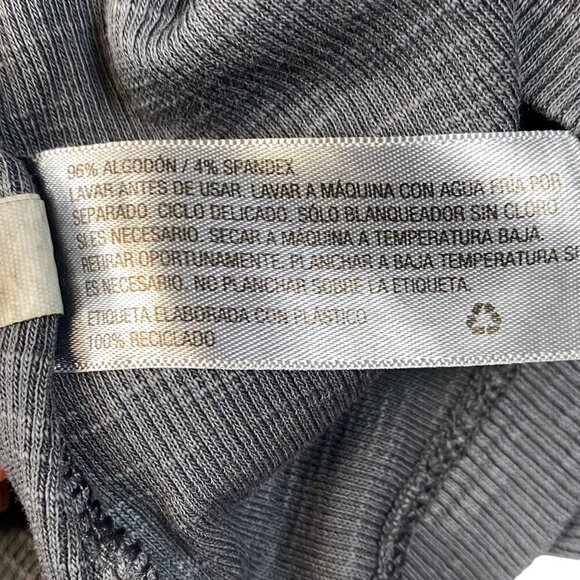 96% ALGODÓN / 4% SPANDEX
LAVAR ANTES DE USAR. LAVAR A MÁQUINA CON AGUA FRIA POR
SEPARADO. CICLO DELICADO. SÓLO BLANQUEADOR SIN CLORO
SI ES NECESARIO. SECAR A MÁQUINA A TEMPERATURA BAJA.
RETIRAR OPORTUNAMENTE. PLANCHAR A BAJA TEMPERATURA SI
ES NECESARIO. NO PLANCHAR SOBRE LA ETIQUETA.
ETIQUETA ELABORADA CON PLÁSTICO
100% RECICLADO